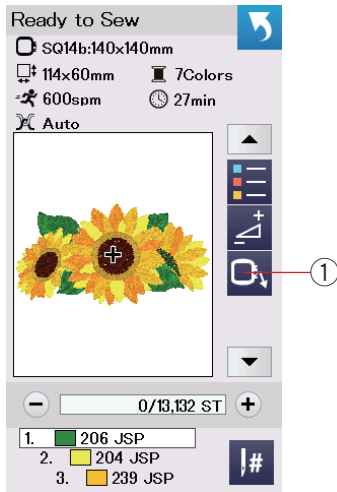 Ready to Sew
SQ14b:140x140mm
114x60mm 7Colors
600spm 27min
Auto
1
0/13,132 ST
1. 206 JSP
2. 204 JSP
3. 239 JSP
#